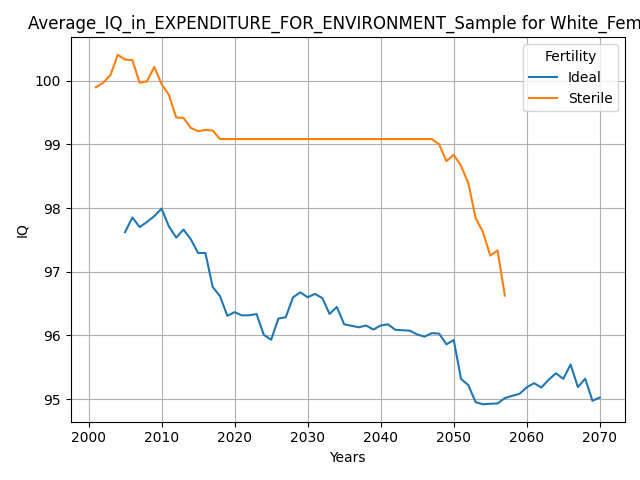 Average_IQ_in_EXPENDITURE_FOR_ENVIRONMENT_Sample for White_Fem
Fertility
Ideal
Sterile
100
99
98
97
96
95
IQ
2000 2010 2020 2030 2040 2050 2060 2070
Years